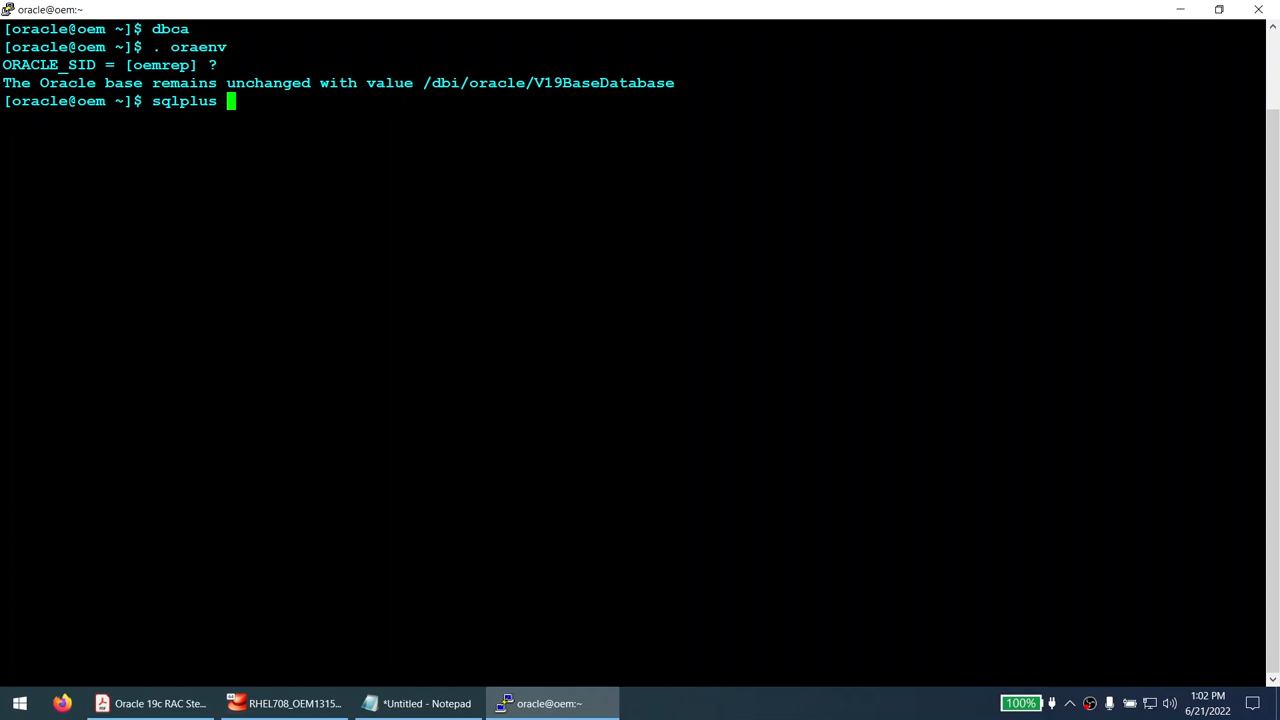 oracle@oem:~
[oracle@oem ~]$ dbca
[oracle@oem ~]$ . oraenv
ORACLE_SID = [oemrep] ?
The Oracle base remains unchanged with value /dbi/oracle/V19BaseDatabase
[oracle@oem ~]$ sqlplus
Oracle 19c RAC Ste...
RHEL708_OEM1315...
*Untitled - Notepad
oracle@oem:~
100%
1:02 PM
6/21/2022